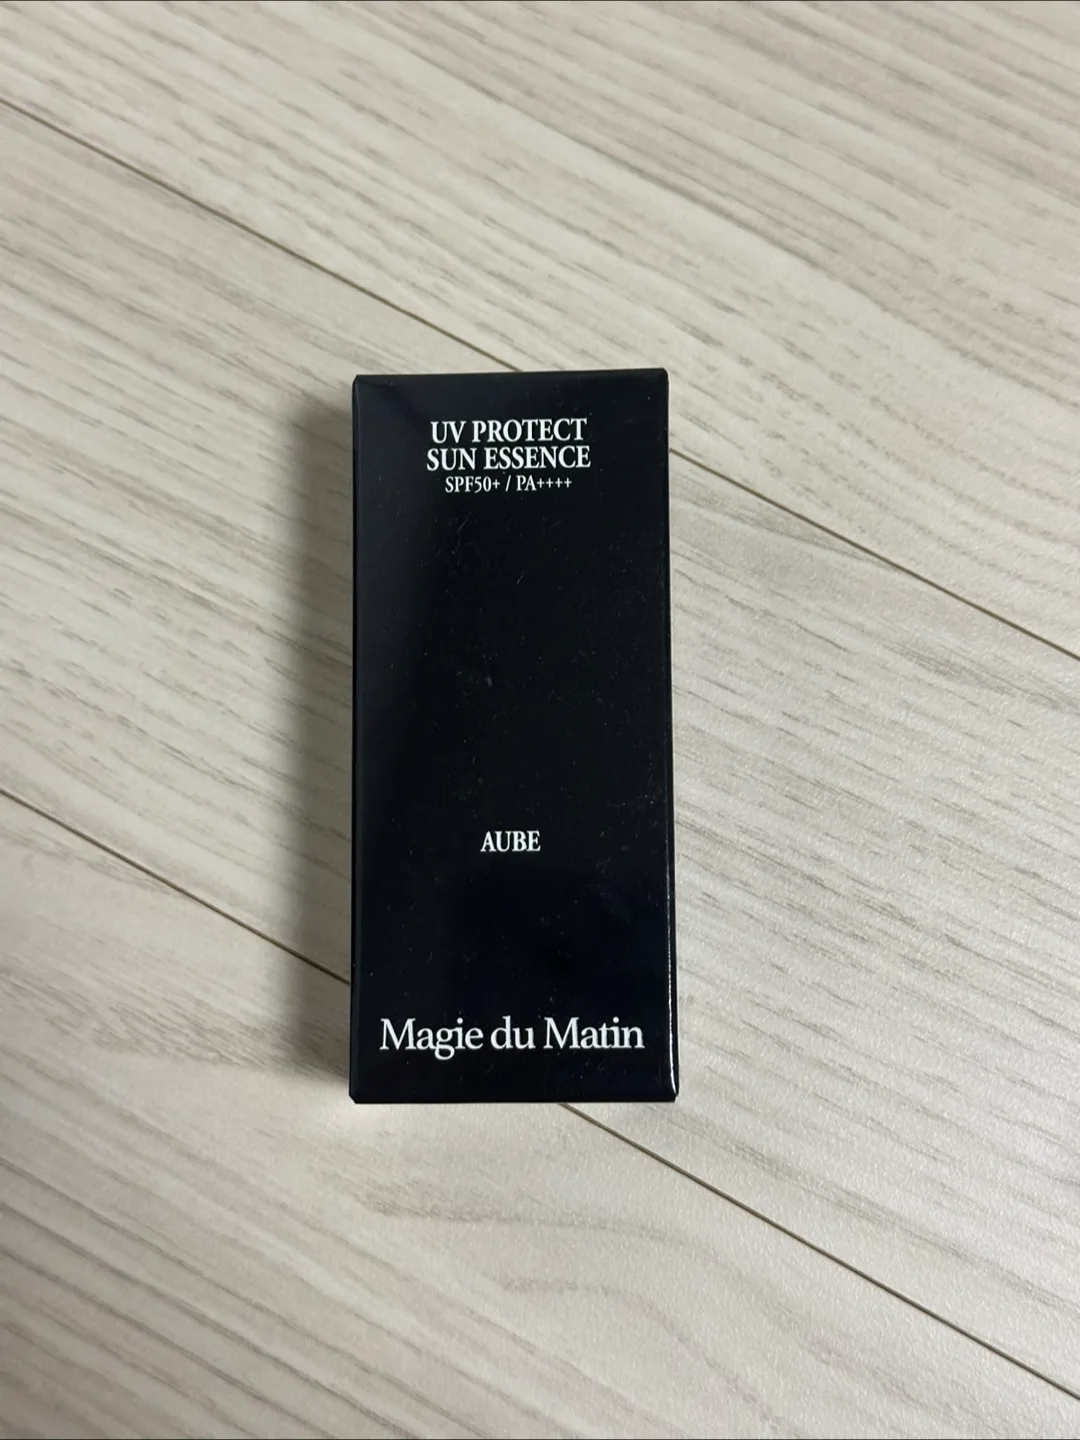 UV PROTECT
SUN ESSENCE
SPF50+ / PA++++
AUBE
Magie du Matin